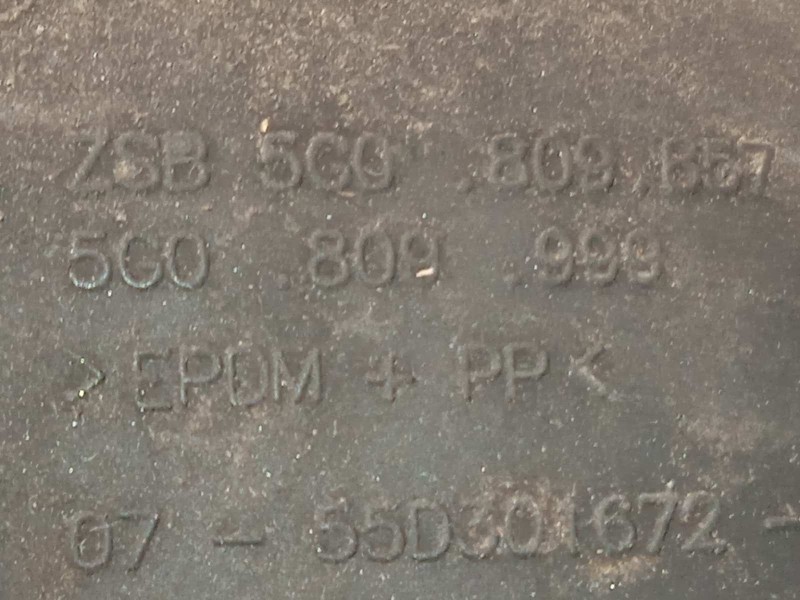 ZSB 5G0 .809.857
5G0 .809 .999
>EPDM + PP<
07 - 55D301672 -